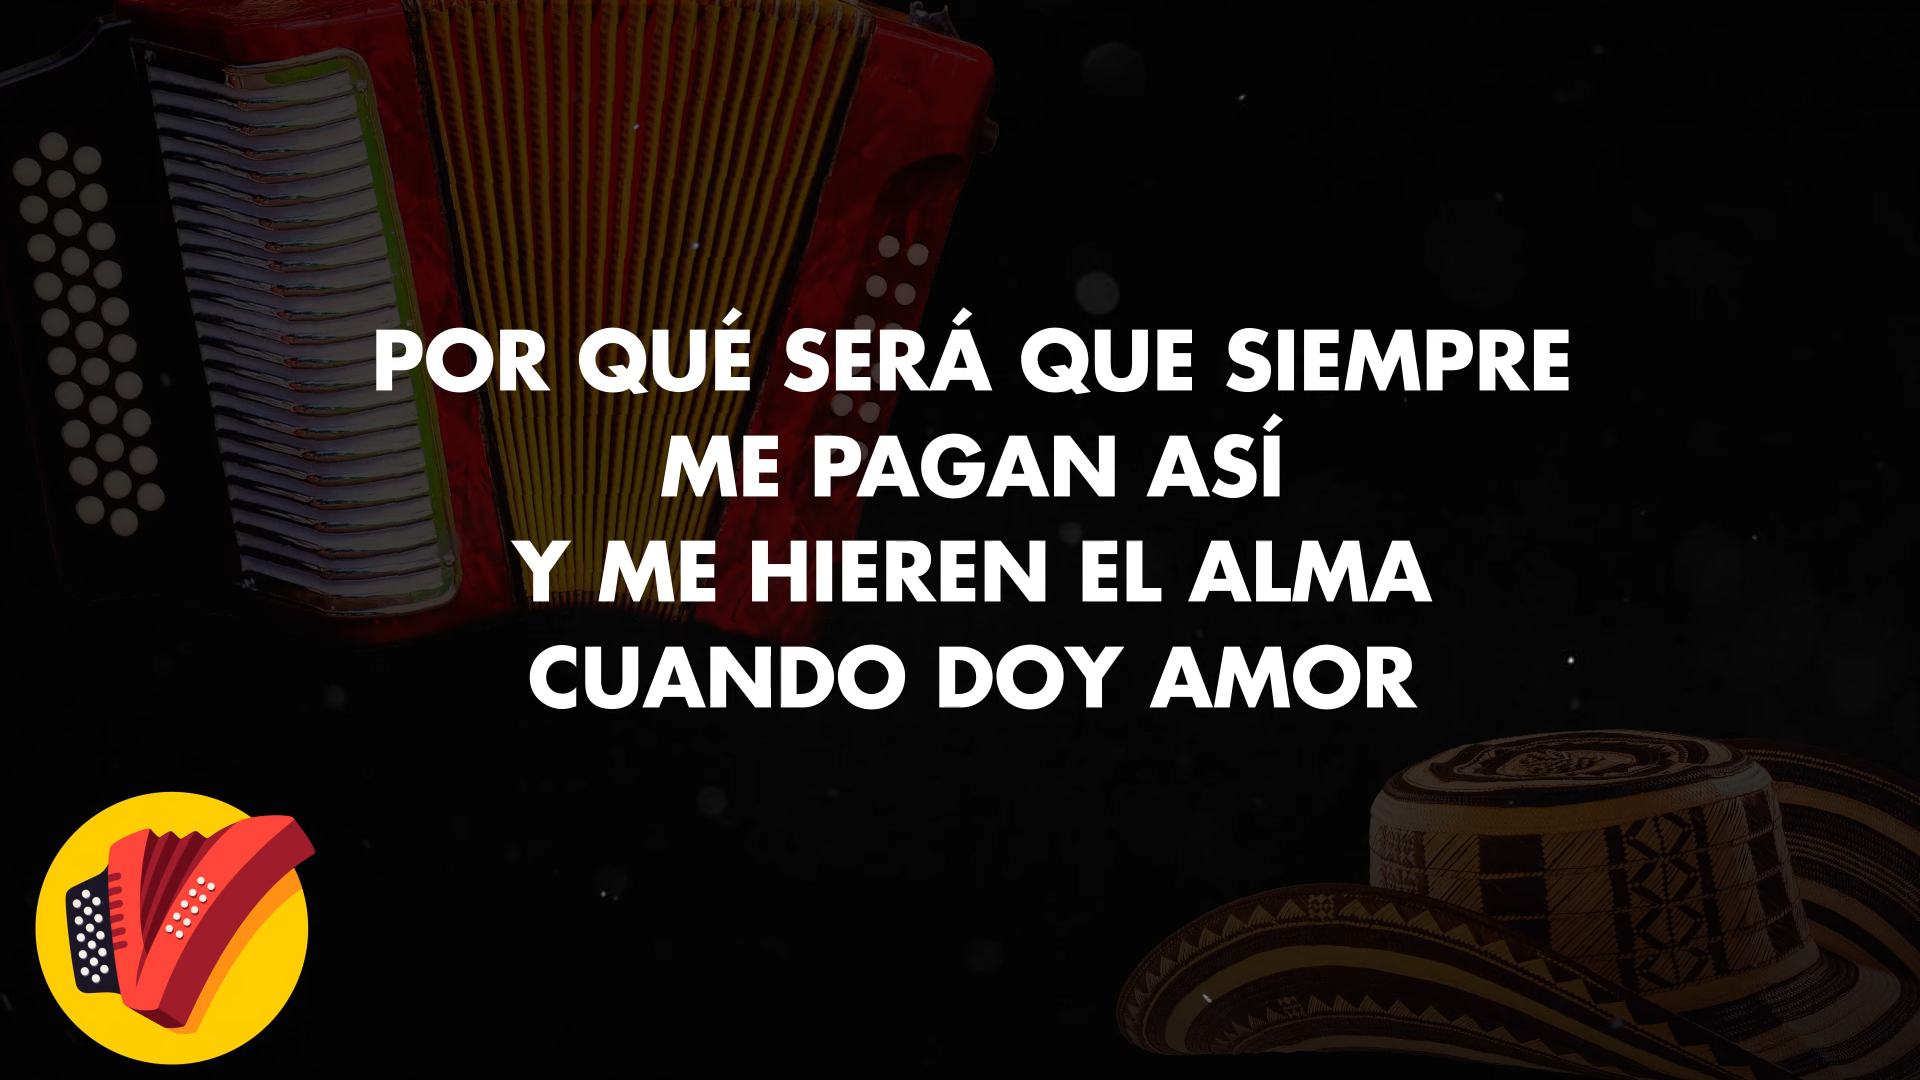 POR QUÉ SERÁ QUE SIEMPRE
ME PAGAN ASÍ
Y ME HIEREN EL ALMA
CUANDO DOY AMOR